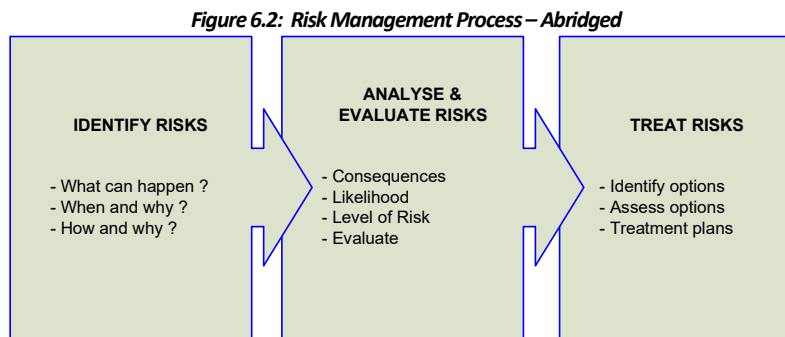 Figure 6.2: Risk Management Process – Abridged
IDENTIFY RISKS
- What can happen ?
- When and why ?
- How and why ?
ANALYSE &
EVALUATE RISKS
- Consequences
- Likelihood
- Level of Risk
- Evaluate
TREAT RISKS
- Identify options
- Assess options
- Treatment plans